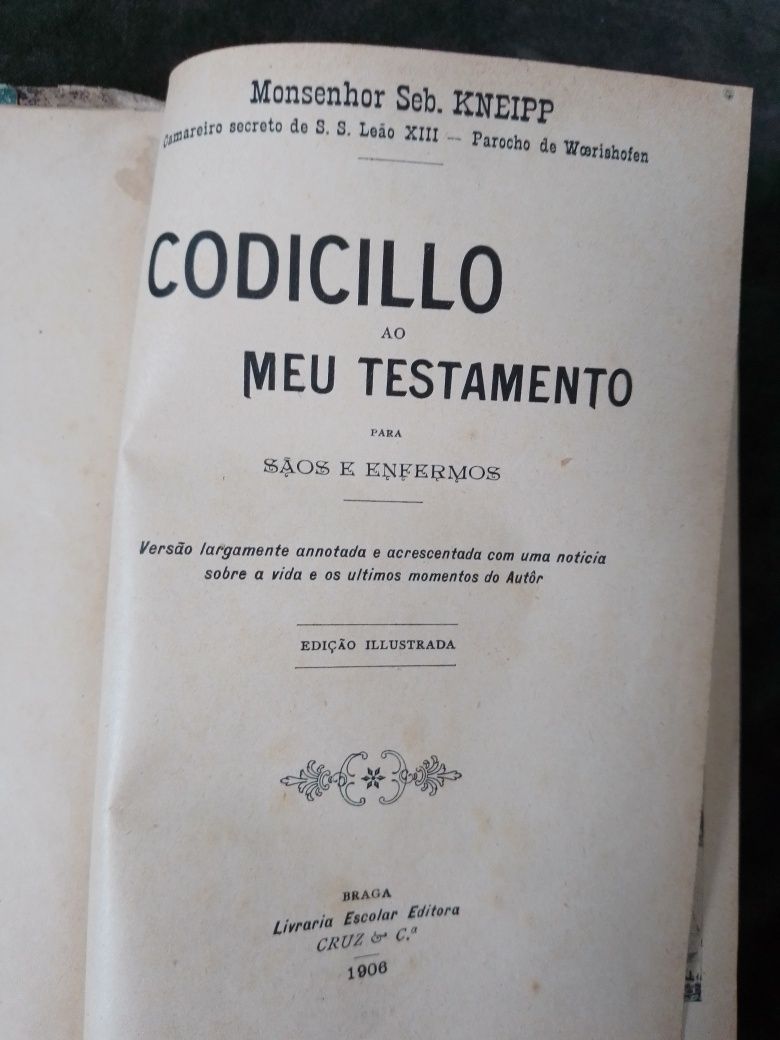 Monsenhor Seb. KNEIPP
Camareiro secreto de S. S. Leão XIII — Parocho de Wœrishofen
CODICILLO
AO
MEU TESTAMENTO
PARA
SÃOS E ENFERMOS
Versão largamente annotada e acrescentada com uma noticia
sobre a vida e os ultimos momentos do Autôr
EDIÇÃO ILLUSTRADA
BRAGA
Livraria Escolar Editora
CRUZ & C.ª
1906